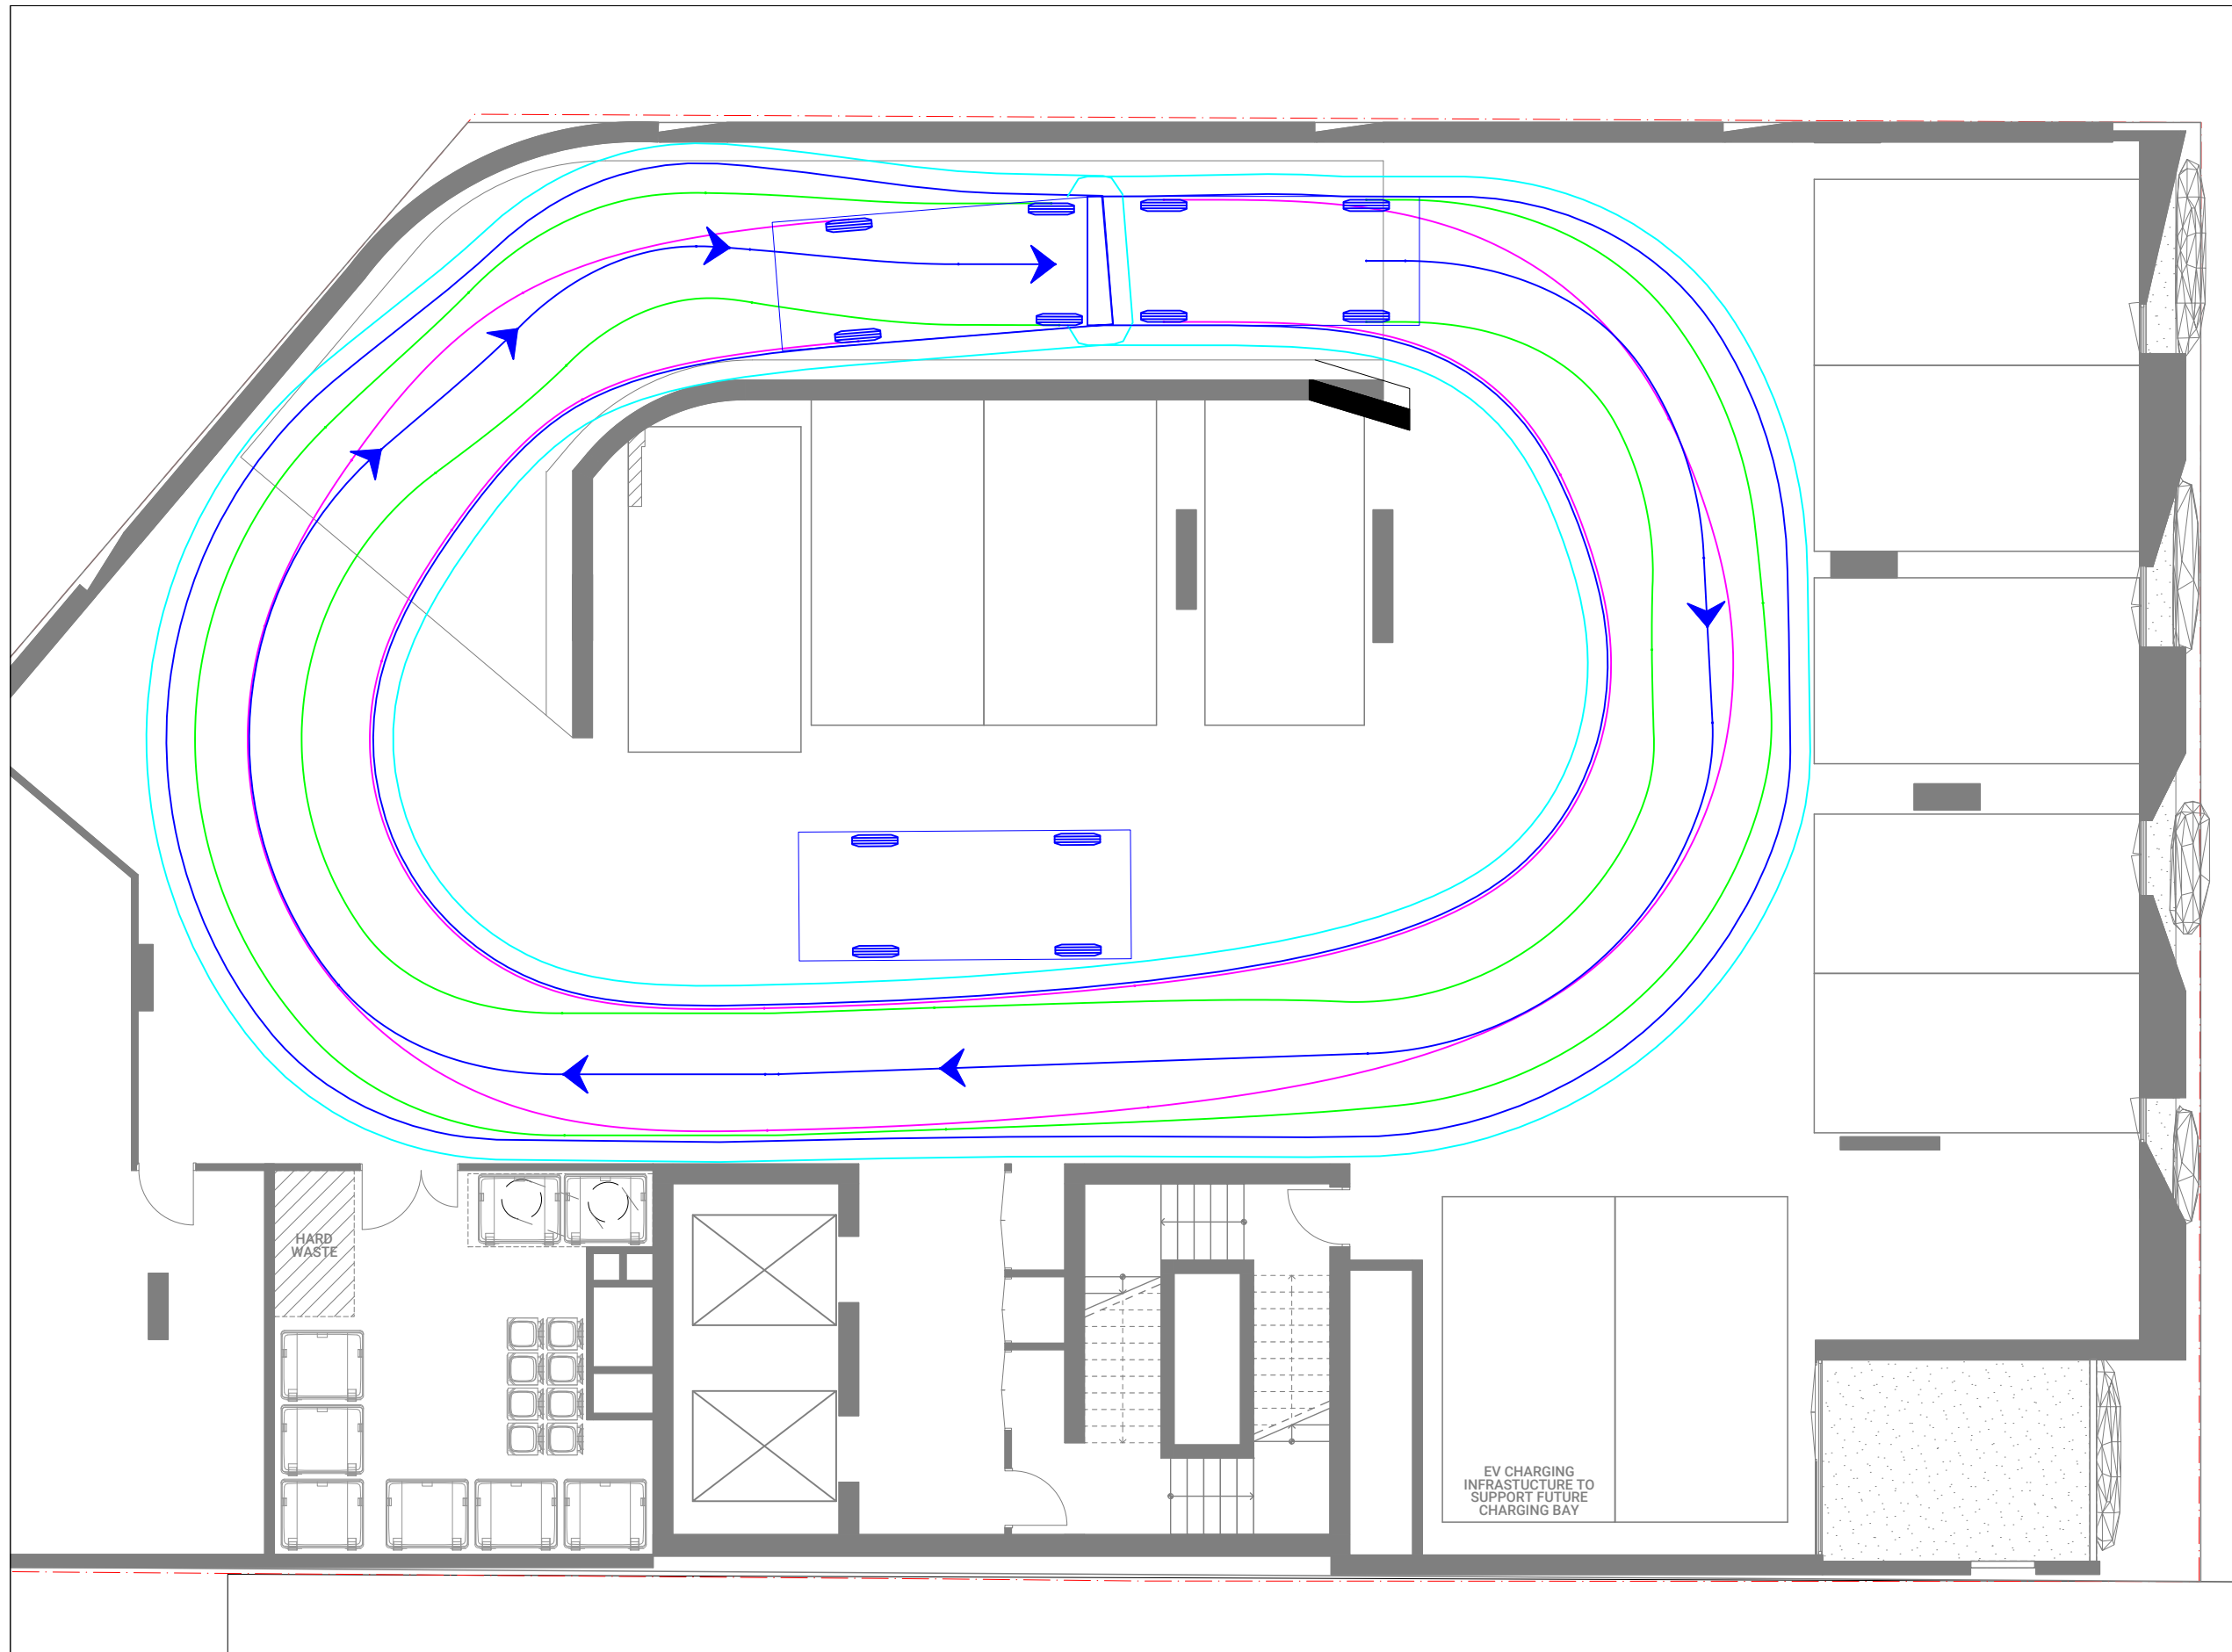 HARD
WASTE
EV CHARGING
INFRASTUCTURE TO
SUPPORT FUTURE
CHARGING BAY